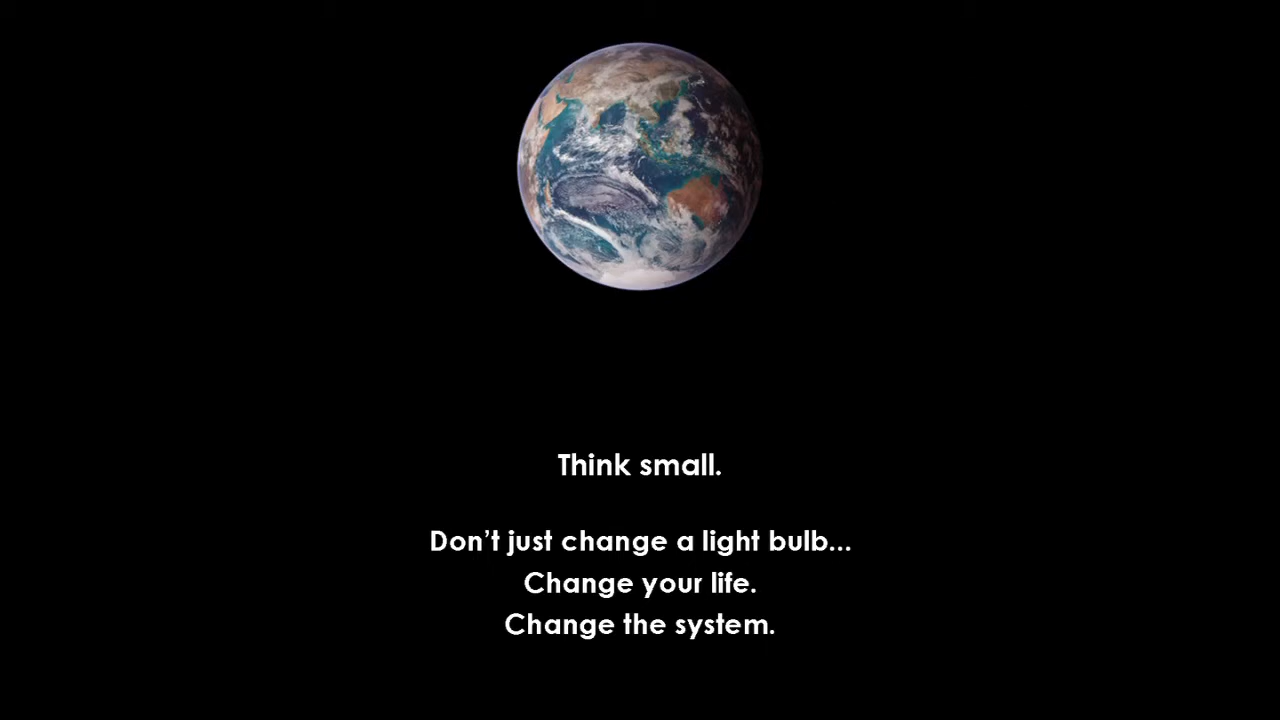 Think small.
Don’t just change a light bulb...
Change your life.
Change the system.